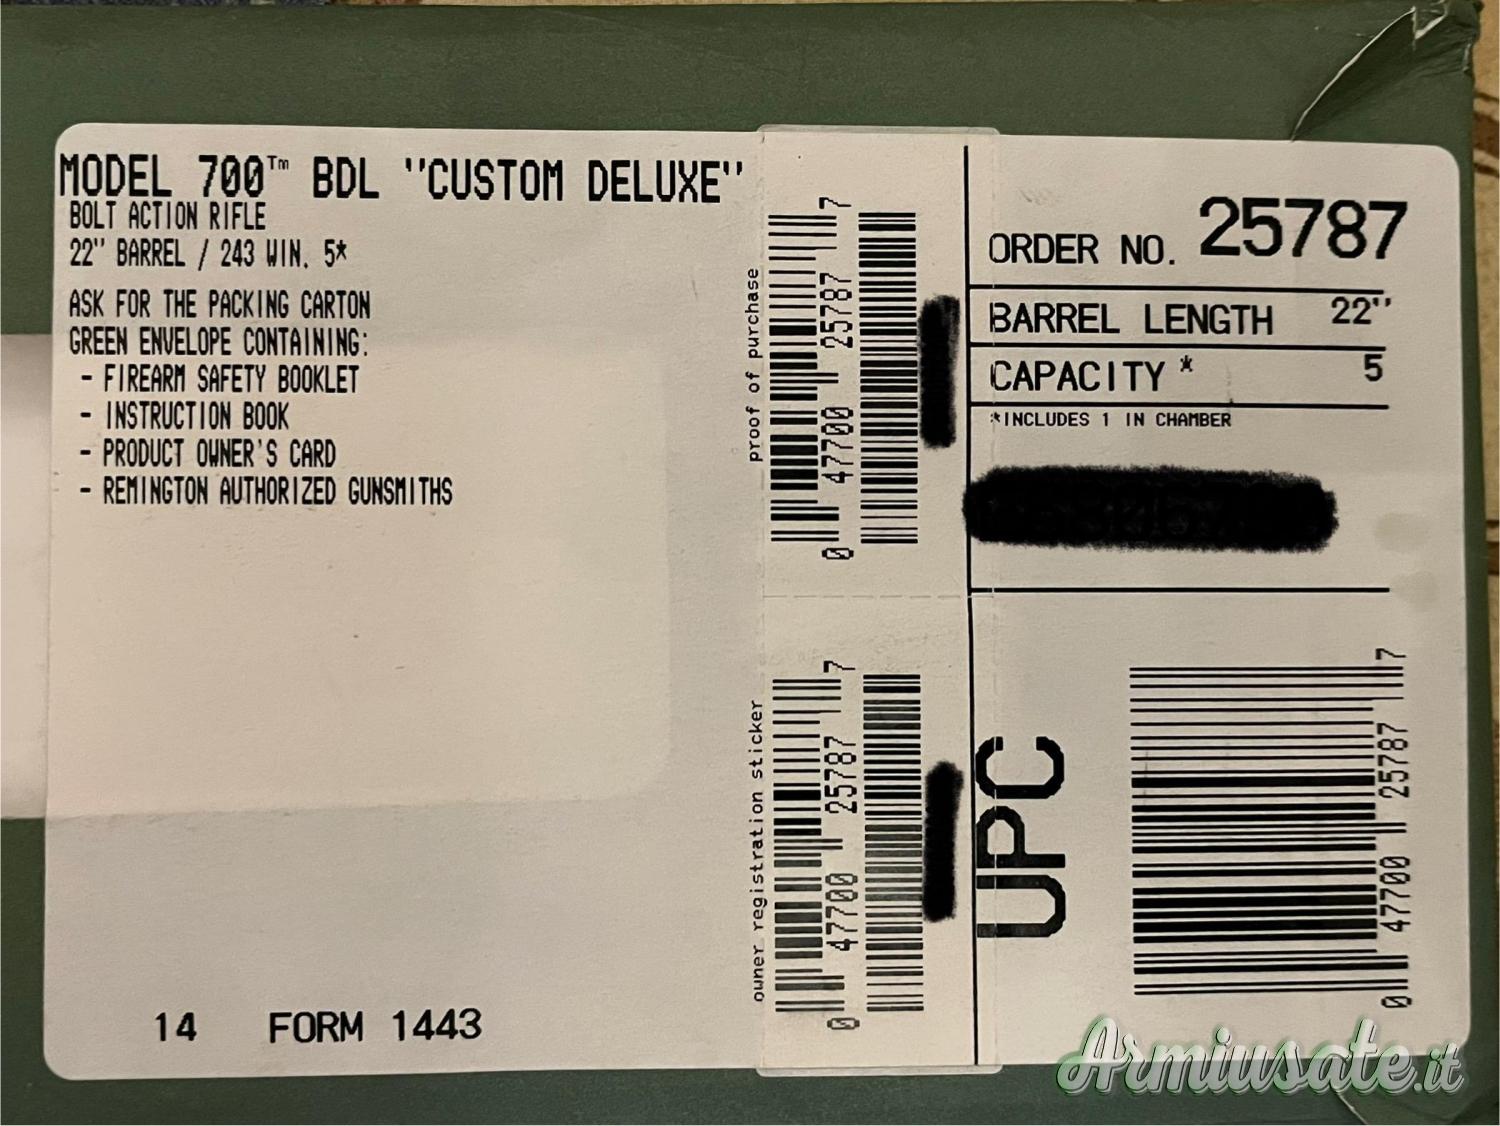 MODEL 700™ BDL "CUSTOM DELUXE"
BOLT ACTION RIFLE
22" BARREL / 243 WIN. 5*
ASK FOR THE PACKING CARTON
GREEN ENVELOPE CONTAINING:
- FIREARM SAFETY BOOKLET
- INSTRUCTION BOOK
- PRODUCT OWNER'S CARD
- REMINGTON AUTHORIZED GUNSMITHS
14 FORM 1443
proof of purchase
0 47700 25787 7
owner registration sticker
0 47700 25787 7
ORDER NO. 25787
BARREL LENGTH 22"
CAPACITY * 5
*INCLUDES 1 IN CHAMBER
UPC
0 47700 25787 7
Armiusate.it